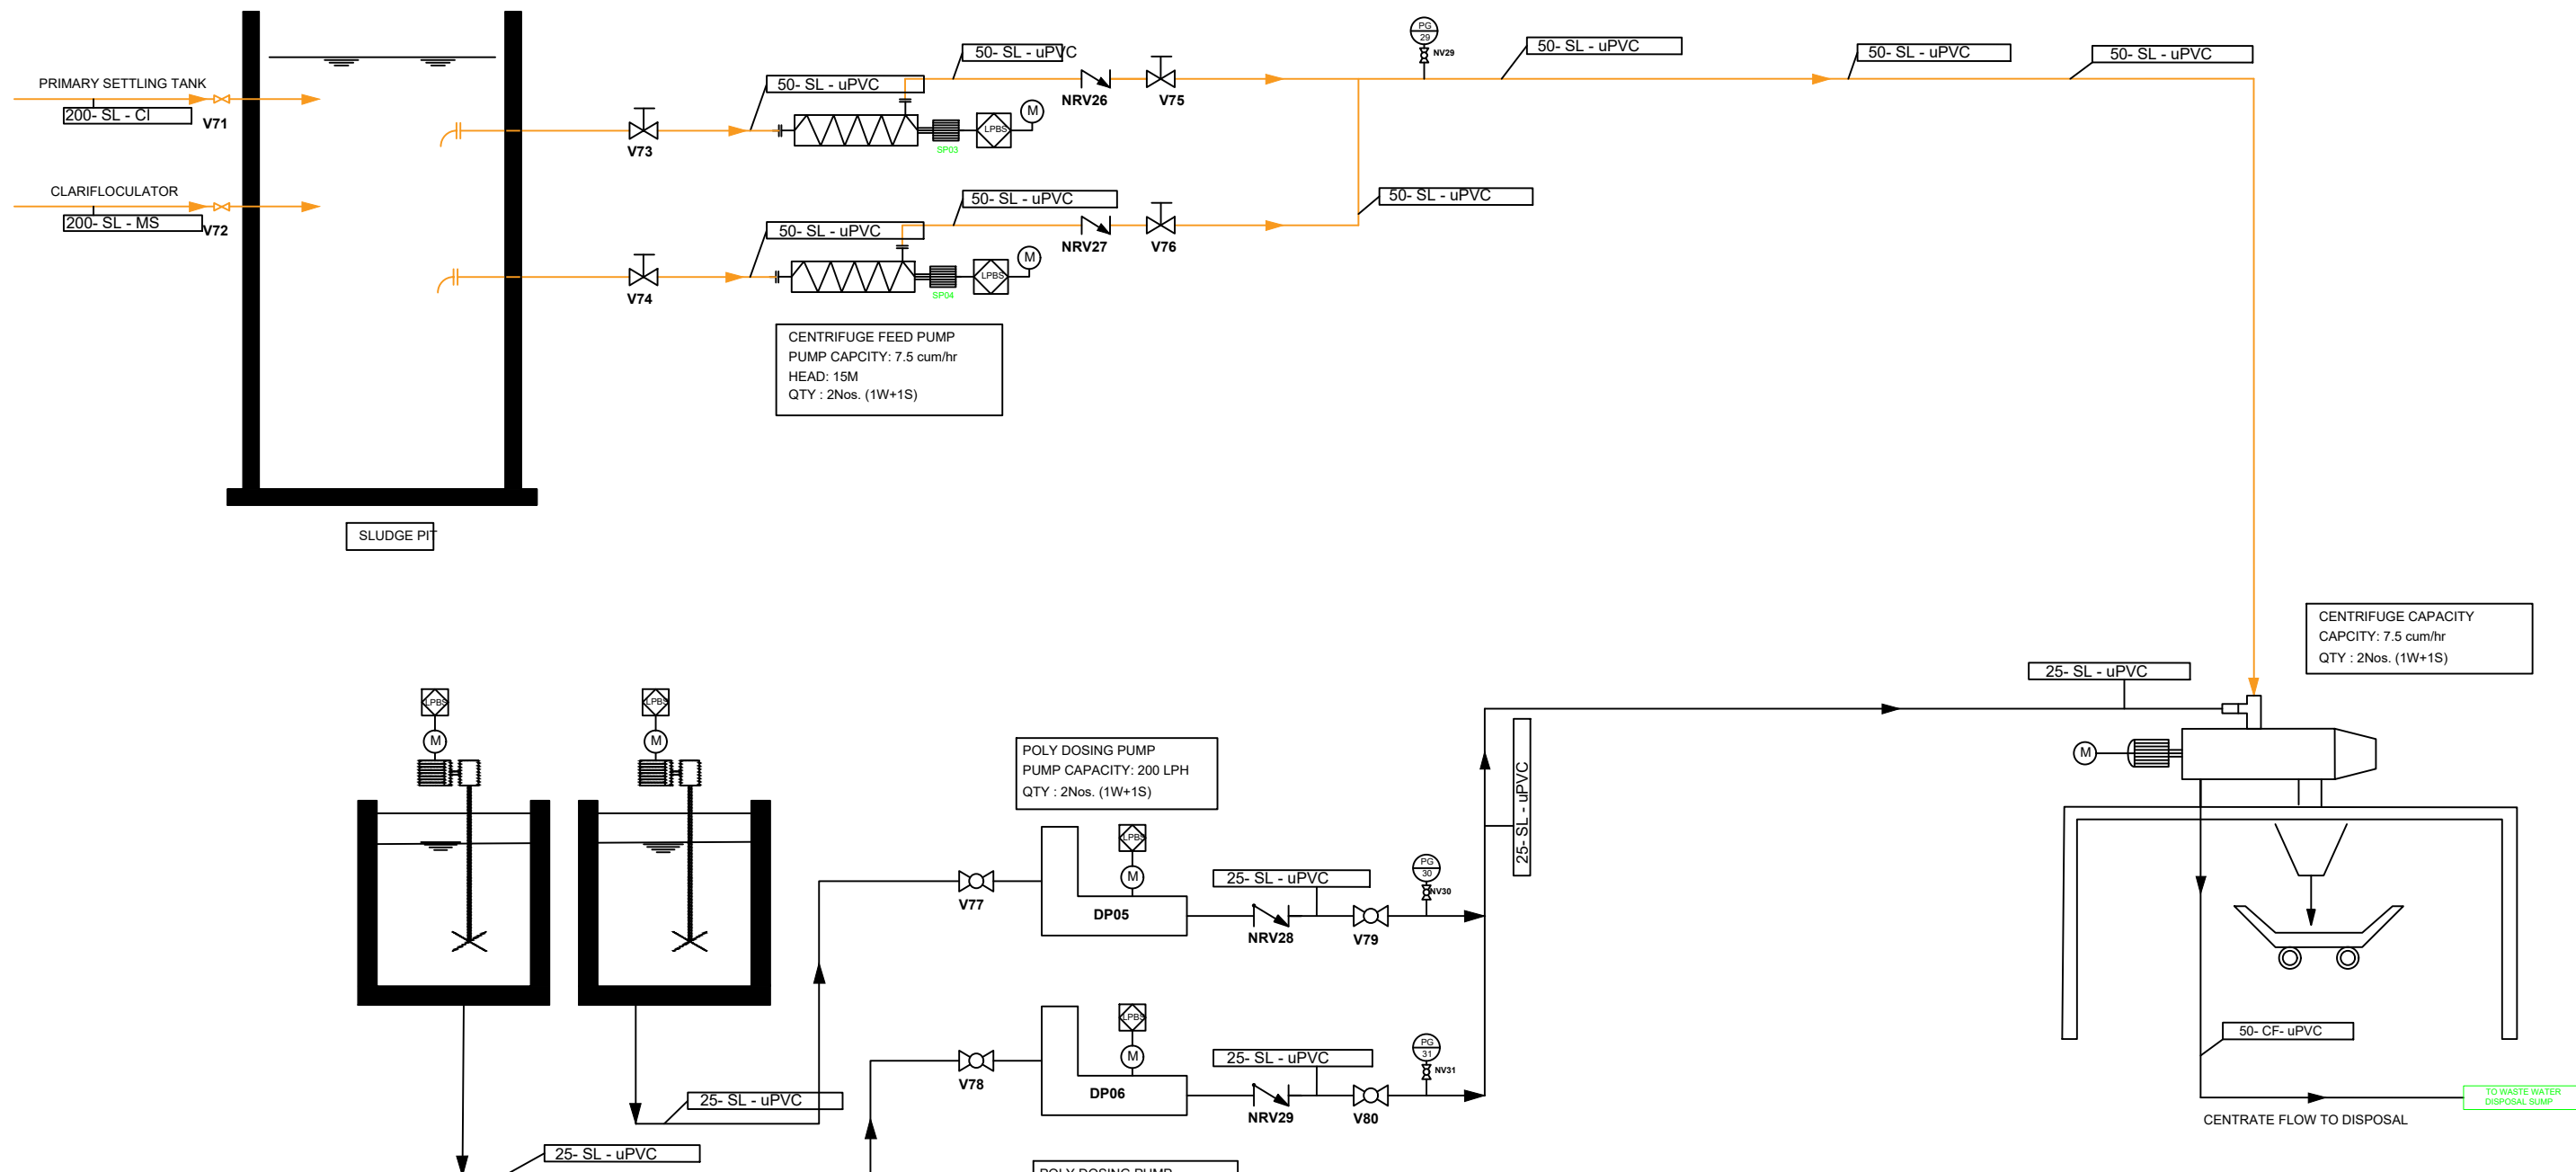 PRIMARY SETTLING TANK
200- SL - CI
V71
CLARIFLOCULATOR
200- SL - MS
V72
SLUDGE PIT
V73
50- SL - uPVC
50- SL - uPVC
SP03
LPBS
M
NRV26
V75
V74
50- SL - uPVC
50- SL - uPVC
SP04
LPBS
M
NRV27
V76
50- SL - uPVC
PG
29
NV29
50- SL - uPVC
50- SL - uPVC
50- SL - uPVC
CENTRIFUGE FEED PUMP
PUMP CAPCITY: 7.5 cum/hr
HEAD: 15M
QTY : 2Nos. (1W+1S)
CENTRIFUGE CAPACITY
CAPCITY: 7.5 cum/hr
QTY : 2Nos. (1W+1S)
25- SL - uPVC
M
LPBS
M
LPBS
M
POLY DOSING PUMP
PUMP CAPACITY: 200 LPH
QTY : 2Nos. (1W+1S)
25- SL - uPVC
V77
LPBS
M
DP05
25- SL - uPVC
NRV28
V79
PG
30
NV30
V78
LPBS
M
DP06
25- SL - uPVC
NRV29
V80
PG
31
NV31
25- SL - uPVC
25- SL - uPVC
50- CF- uPVC
TO WASTE WATER
DISPOSAL SUMP
CENTRATE FLOW TO DISPOSAL
POLY DOSING PUMP